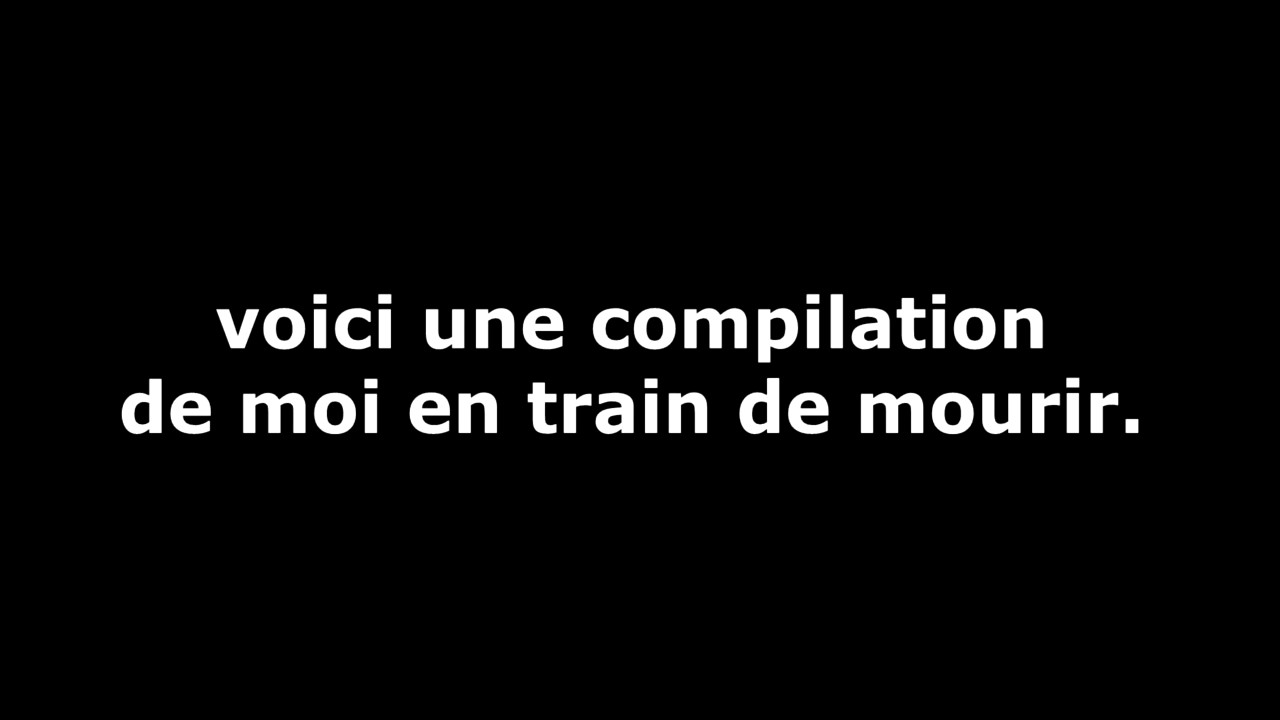 voici une compilation
de moi en train de mourir.